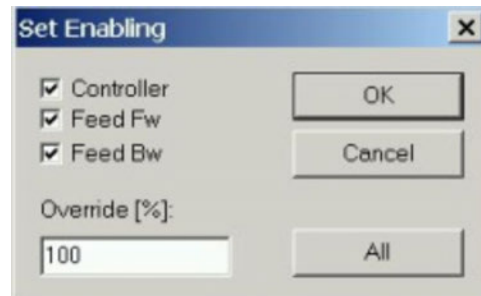 Set Enabling
Controller
Feed Fw
Feed Bw
OK
Cancel
Override [%]:
100
All